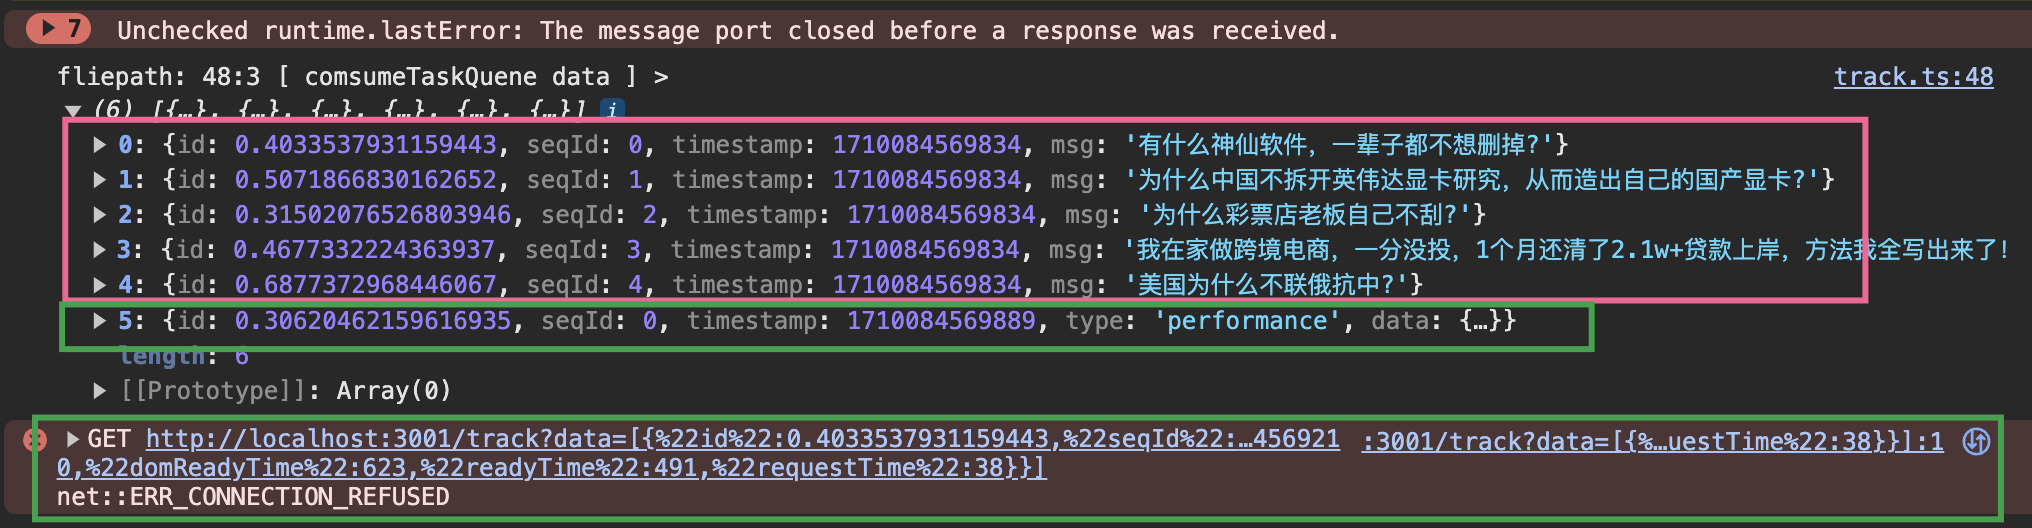 7 Unchecked runtime.lastError: The message port closed before a response was received.
fliepath: 48:3 [ comsumeTaskQuene data ] > track.ts:48
(6) [{…}, {…}, {…}, {…}, {…}, {…}] i
0: {id: 0.4033537931159443, seqId: 0, timestamp: 1710084569834, msg: '有什么神仙软件，一辈子都不想删掉?'}
1: {id: 0.5071866830162652, seqId: 1, timestamp: 1710084569834, msg: '为什么中国不拆开英伟达显卡研究，从而造出自己的国产显卡?'}
2: {id: 0.31502076526803946, seqId: 2, timestamp: 1710084569834, msg: '为什么彩票店老板自己不刮?'}
3: {id: 0.4677332224363937, seqId: 3, timestamp: 1710084569834, msg: '我在家做跨境电商，一分没投，1个月还清了2.1w+贷款上岸，方法我全写出来了!
4: {id: 0.6877372968446067, seqId: 4, timestamp: 1710084569834, msg: '美国为什么不联俄抗中?'}
5: {id: 0.30620462159616935, seqId: 0, timestamp: 1710084569889, type: 'performance', data: {…}}
length: 6
[[Prototype]]: Array(0)
GET http://localhost:3001/track?data=[{%22id%22:0.4033537931159443,%22seqId%22:…456921 :3001/track?data=[{%…uestTime%22:38}}]:1
0,%22domReadyTime%22:623,%22readyTime%22:491,%22requestTime%22:38}}]
net::ERR_CONNECTION_REFUSED